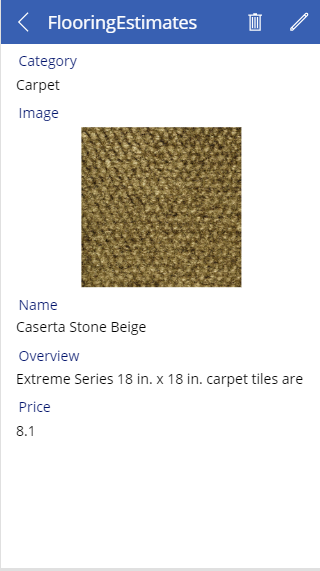 FlooringEstimates
Category
Carpet
Image
Name
Caserta Stone Beige
Overview
Extreme Series 18 in. x 18 in. carpet tiles are
Price
8.1